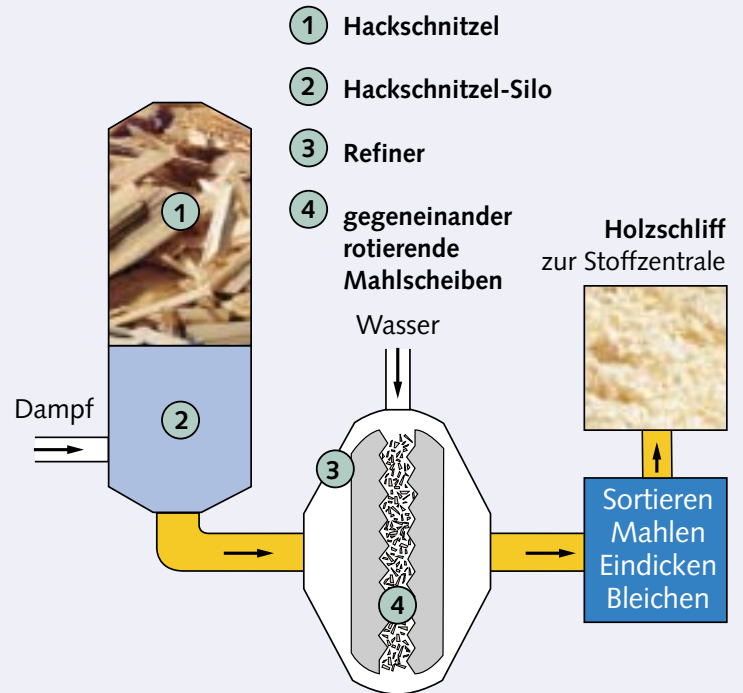 1 Hackschnitzel
2 Hackschnitzel-Silo
3 Refiner
4 gegeneinander
rotierende
Mahlscheiben
Holzschliff
zur Stoffzentrale
Wasser
1
Dampf
2
3
4
Sortieren
Mahlen
Eindicken
Bleichen